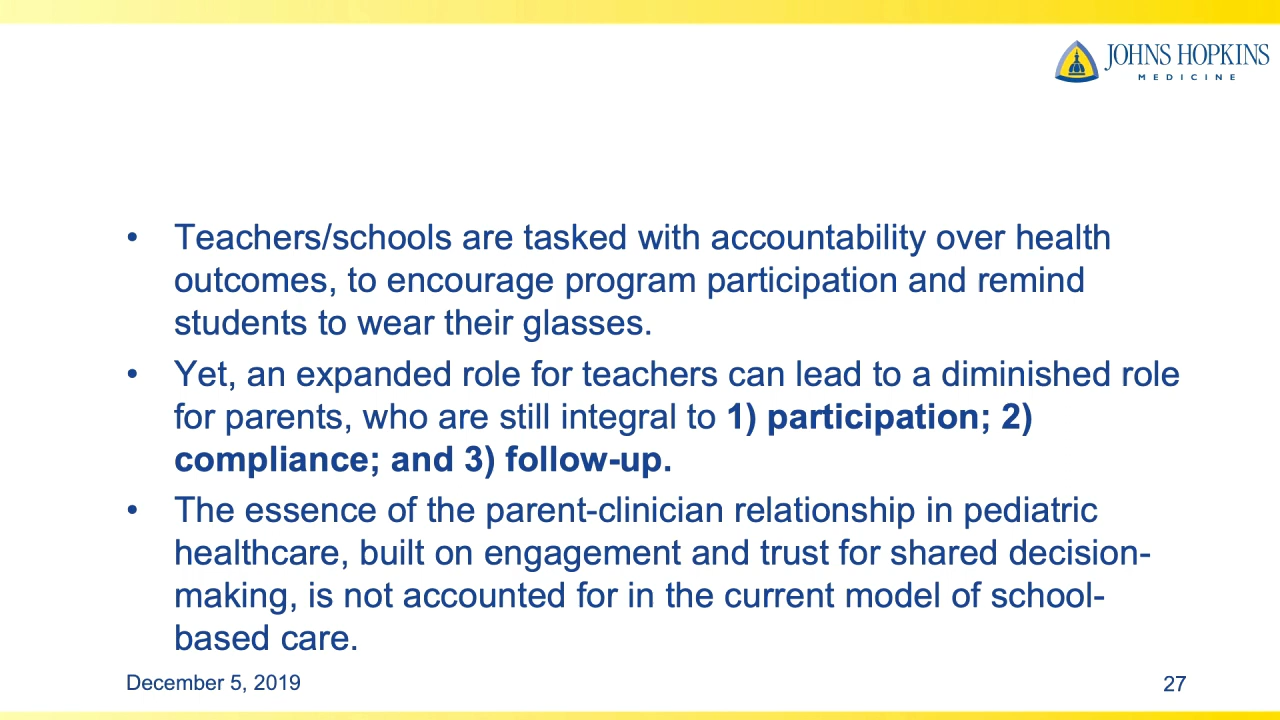 JOHNS HOPKINS
MEDICINE
• Teachers/schools are tasked with accountability over health
outcomes, to encourage program participation and remind
students to wear their glasses.
• Yet, an expanded role for teachers can lead to a diminished role
for parents, who are still integral to 1) participation; 2)
compliance; and 3) follow-up.
• The essence of the parent-clinician relationship in pediatric
healthcare, built on engagement and trust for shared decision-
making, is not accounted for in the current model of school-
based care.
December 5, 2019
27